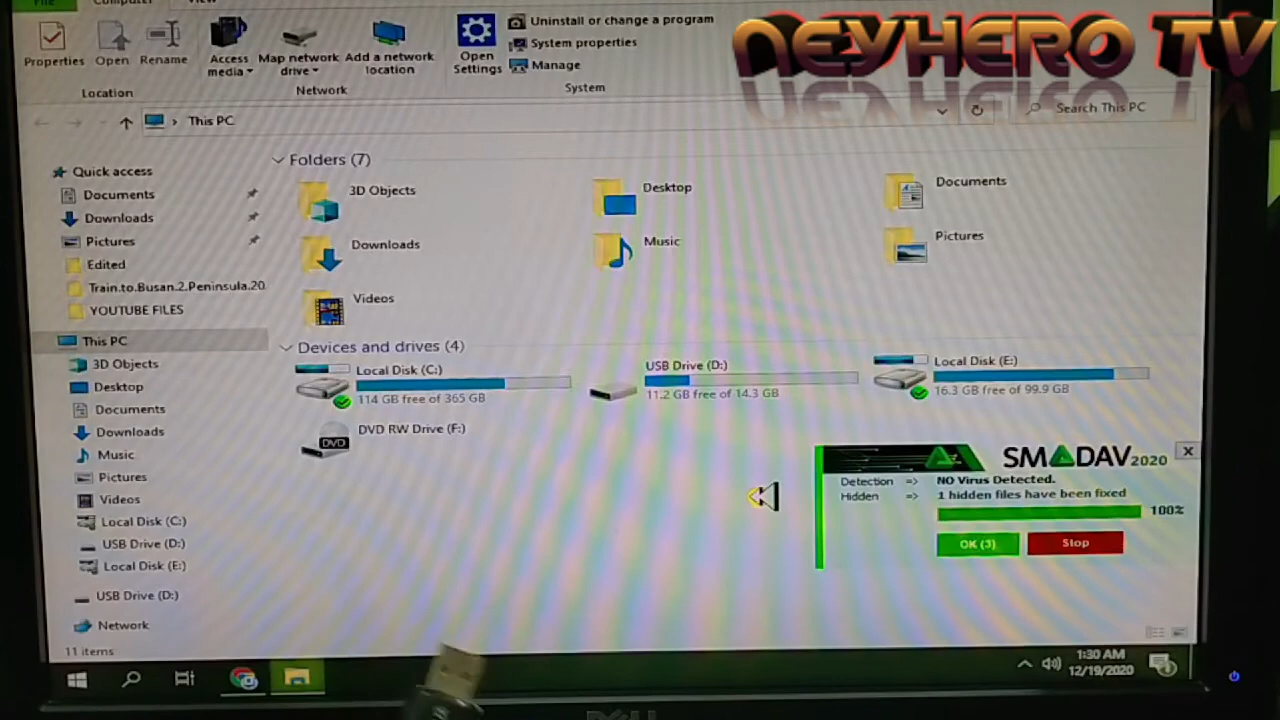 File
Computer
View
NEYHERO TV
Properties
Open
Rename
Access media
Map network drive
Add a network location
Open Settings
Uninstall or change a program
System properties
Manage
Location
Network
System
This PC
Search This PC
Quick access
Documents
Downloads
Pictures
Edited
Train.to.Busan.2.Peninsula.20
YOUTUBE FILES
This PC
3D Objects
Desktop
Documents
Downloads
Music
Pictures
Videos
Local Disk (C:)
USB Drive (D:)
Local Disk (E:)
USB Drive (D:)
Network
11 items
Folders (7)
3D Objects
Desktop
Documents
Downloads
Music
Pictures
Videos
Devices and drives (4)
Local Disk (C:)
114 GB free of 365 GB
USB Drive (D:)
11.2 GB free of 14.3 GB
Local Disk (E:)
16.3 GB free of 99.9 GB
DVD
DVD RW Drive (F:)
SMADAV2020
Detection => NO Virus Detected.
Hidden => 1 hidden files have been fixed
100%
OK (3)
Stop
1:30 AM
12/19/2020
DELL